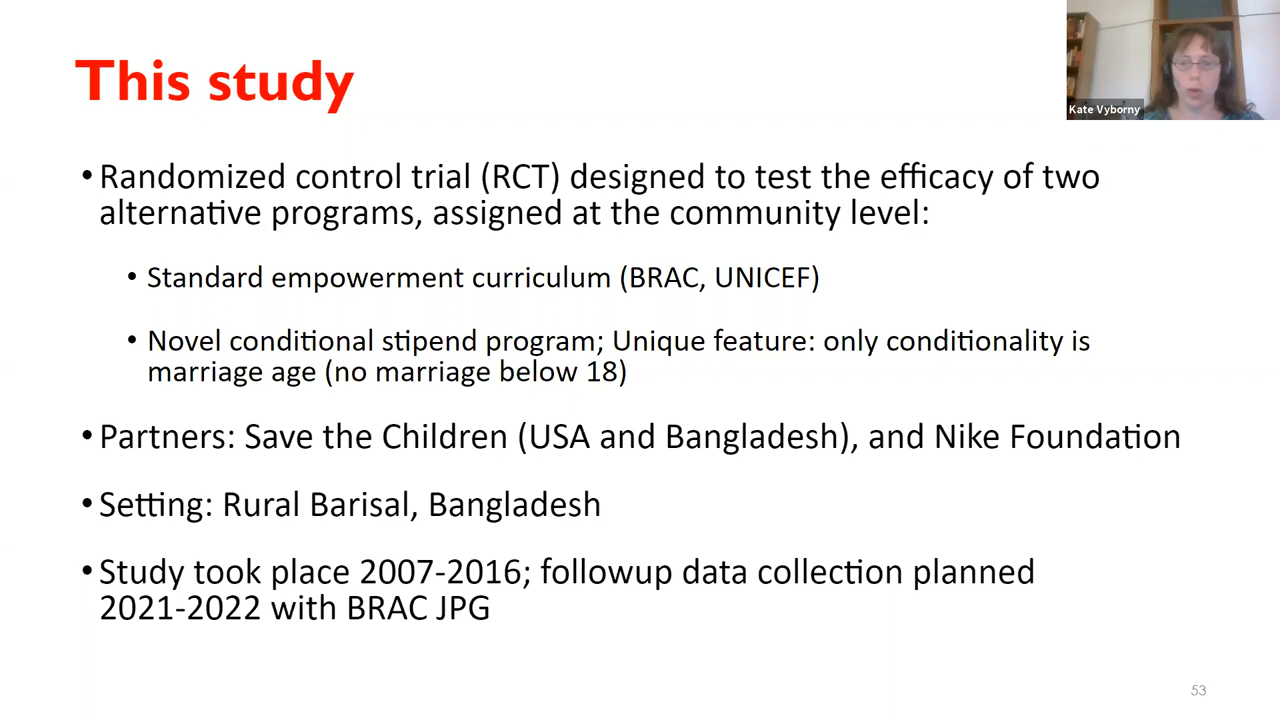 This study
Kate Vyborny
• Randomized control trial (RCT) designed to test the efficacy of two
alternative programs, assigned at the community level:
• Standard empowerment curriculum (BRAC, UNICEF)
• Novel conditional stipend program; Unique feature: only conditionality is
marriage age (no marriage below 18)
• Partners: Save the Children (USA and Bangladesh), and Nike Foundation
• Setting: Rural Barisal, Bangladesh
• Study took place 2007-2016; followup data collection planned
2021-2022 with BRAC JPG
53